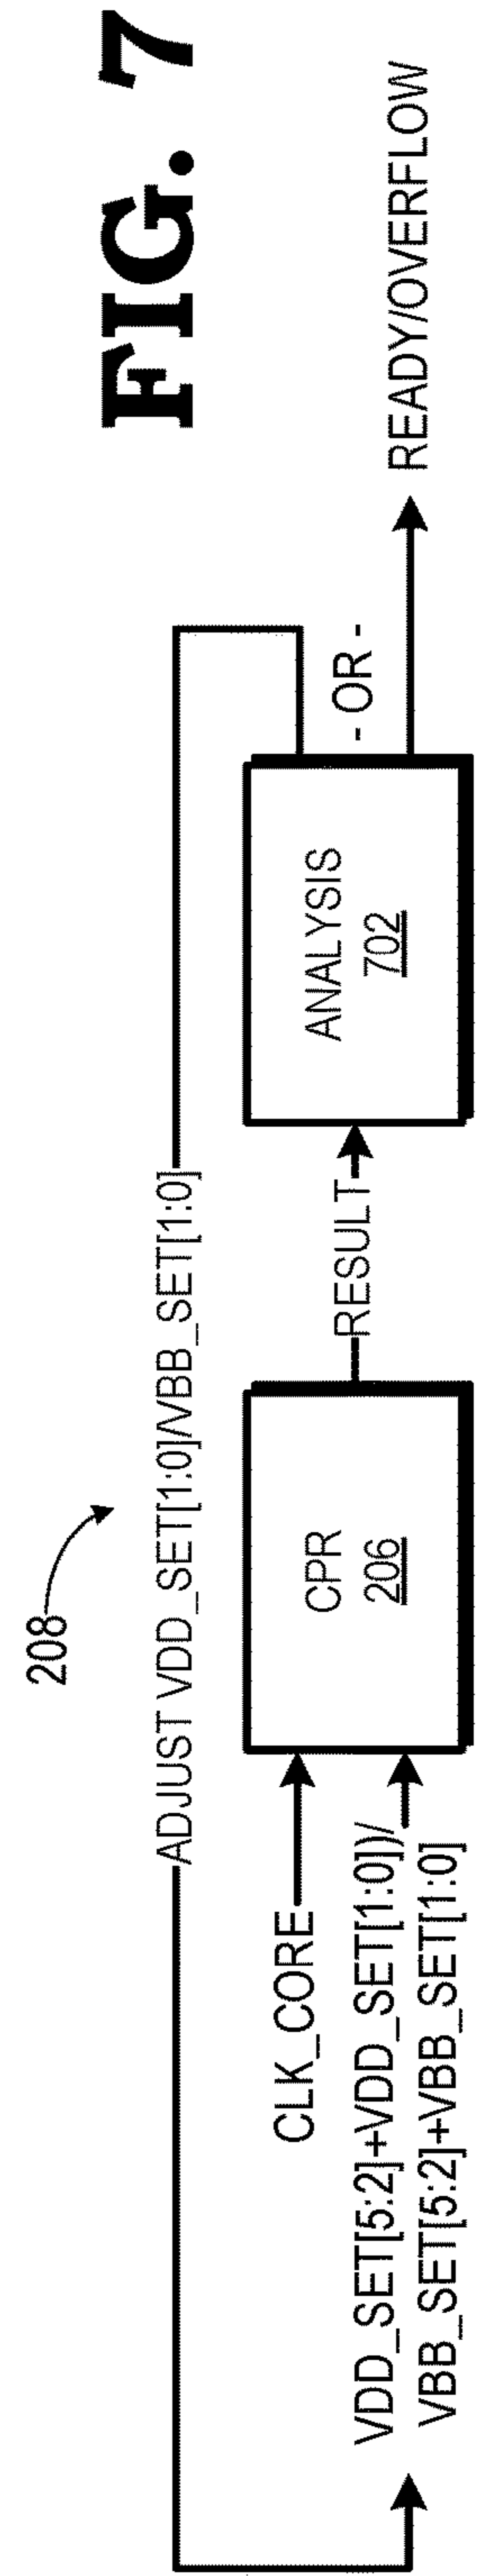 FIG. 7
208
ADJUST VDD_SET[1:0]/VBB_SET[1:0]
CLK_CORE
VDD_SET[5:2]+VDD_SET[1:0])/
VBB_SET[5:2]+VBB_SET[1:0]
CPR
206
RESULT
ANALYSIS
702
- OR -
READY/OVERFLOW